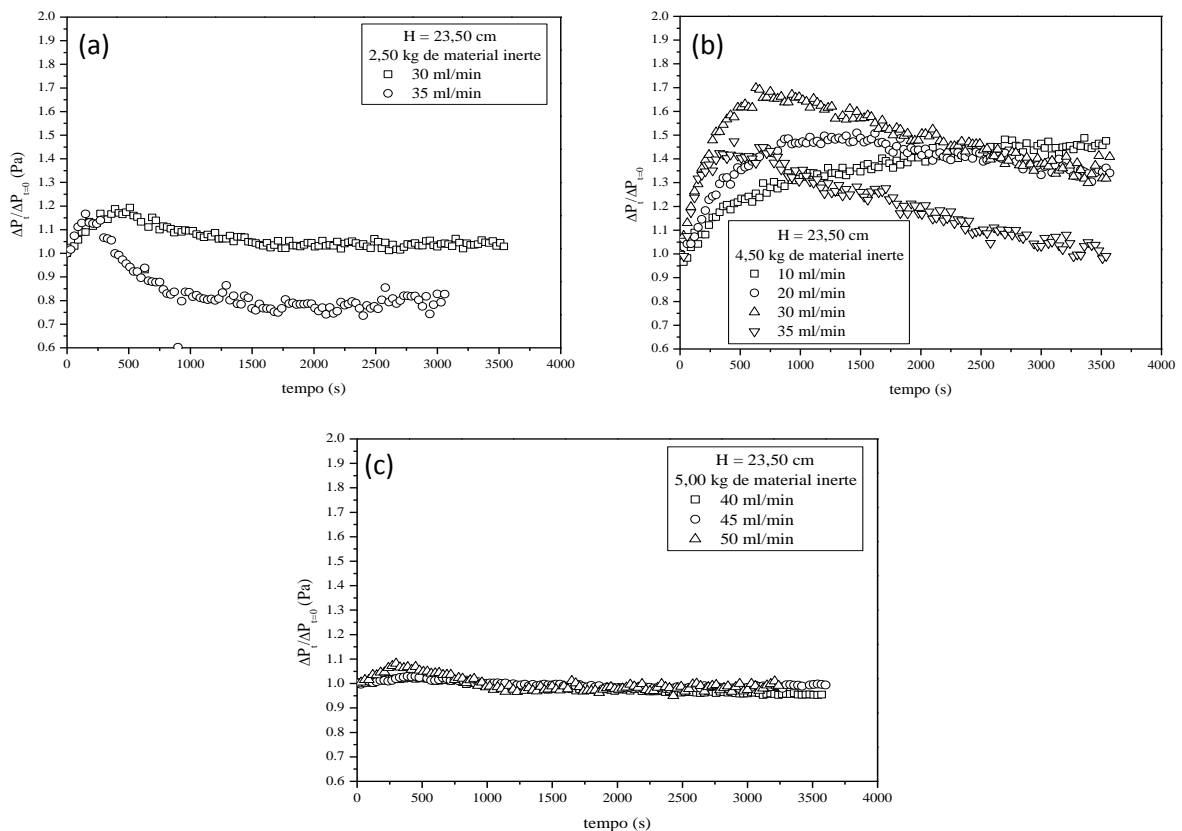 (a)
H = 23,50 cm
2,50 kg de material inerte
30 ml/min
35 ml/min
ΔPt/ΔPt=0 (Pa)
2.0
1.9
1.8
1.7
1.6
1.5
1.4
1.3
1.2
1.1
1.0
0.9
0.8
0.7
0.6
0 500 1000 1500 2000 2500 3000 3500 4000
tempo (s)
(b)
H = 23,50 cm
4,50 kg de material inerte
10 ml/min
20 ml/min
30 ml/min
35 ml/min
ΔPt/ΔPt=0
2.0
1.9
1.8
1.7
1.6
1.5
1.4
1.3
1.2
1.1
1.0
0.9
0.8
0.7
0.6
0 500 1000 1500 2000 2500 3000 3500 4000
tempo (s)
(c)
H = 23,50 cm
5,00 kg de material inerte
40 ml/min
45 ml/min
50 ml/min
ΔPt/ΔPt=0 (Pa)
2.0
1.9
1.8
1.7
1.6
1.5
1.4
1.3
1.2
1.1
1.0
0.9
0.8
0.7
0.6
0 500 1000 1500 2000 2500 3000 3500 4000
tempo (s)